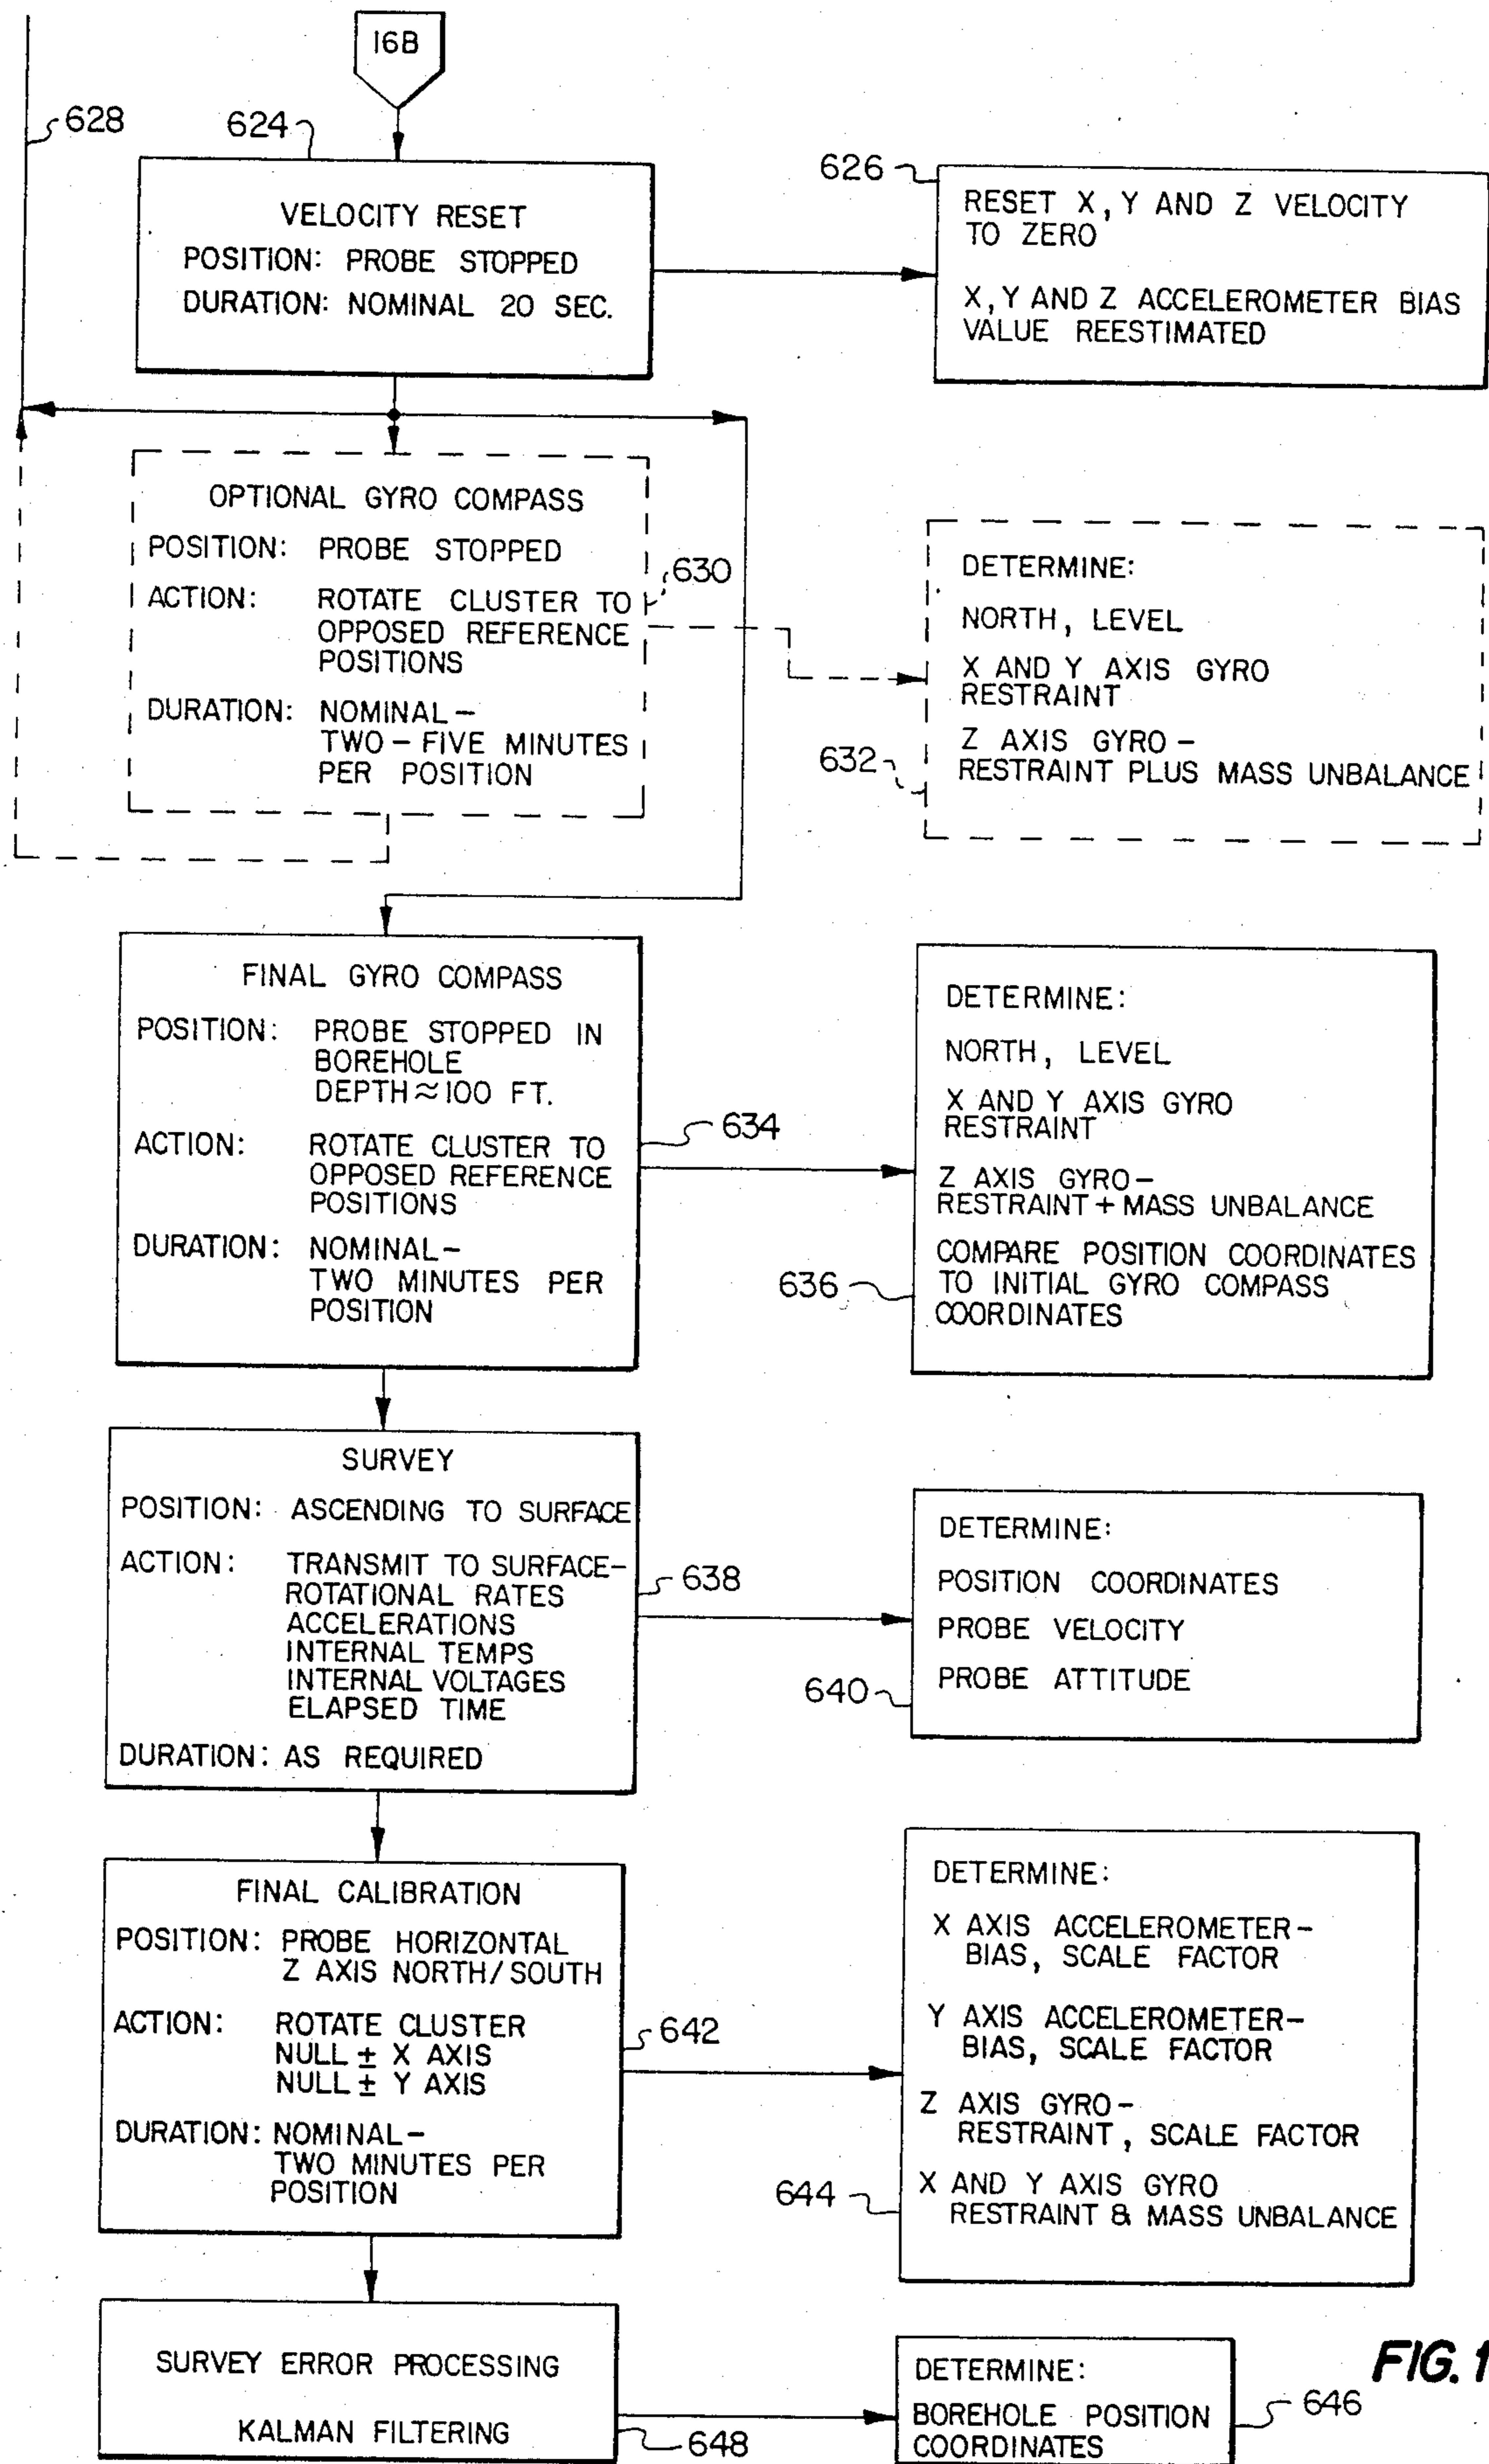 16B
628
624
VELOCITY RESET
POSITION: PROBE STOPPED
DURATION: NOMINAL 20 SEC.
626
RESET X, Y AND Z VELOCITY
TO ZERO
X, Y AND Z ACCELEROMETER BIAS
VALUE REESTIMATED
OPTIONAL GYRO COMPASS
POSITION: PROBE STOPPED
ACTION: ROTATE CLUSTER TO
OPPOSED REFERENCE
POSITIONS
DURATION: NOMINAL-
TWO-FIVE MINUTES
PER POSITION
630
DETERMINE:
NORTH, LEVEL
X AND Y AXIS GYRO
RESTRAINT
Z AXIS GYRO-
RESTRAINT PLUS MASS UNBALANCE
632
FINAL GYRO COMPASS
POSITION: PROBE STOPPED IN
BOREHOLE
DEPTH≈100 FT.
ACTION: ROTATE CLUSTER TO
OPPOSED REFERENCE
POSITIONS
DURATION: NOMINAL-
TWO MINUTES PER
POSITION
634
DETERMINE:
NORTH, LEVEL
X AND Y AXIS GYRO
RESTRAINT
Z AXIS GYRO-
RESTRAINT+MASS UNBALANCE
COMPARE POSITION COORDINATES
TO INITIAL GYRO COMPASS
COORDINATES
636
SURVEY
POSITION: ASCENDING TO SURFACE
ACTION: TRANSMIT TO SURFACE-
ROTATIONAL RATES
ACCELERATIONS
INTERNAL TEMPS
INTERNAL VOLTAGES
ELAPSED TIME
DURATION: AS REQUIRED
638
DETERMINE:
POSITION COORDINATES
PROBE VELOCITY
PROBE ATTITUDE
640
FINAL CALIBRATION
POSITION: PROBE HORIZONTAL
Z AXIS NORTH/SOUTH
ACTION: ROTATE CLUSTER
NULL ± X AXIS
NULL ± Y AXIS
DURATION: NOMINAL-
TWO MINUTES PER
POSITION
642
DETERMINE:
X AXIS ACCELEROMETER-
BIAS, SCALE FACTOR
Y AXIS ACCELEROMETER-
BIAS, SCALE FACTOR
Z AXIS GYRO-
RESTRAINT, SCALE FACTOR
X AND Y AXIS GYRO
RESTRAINT & MASS UNBALANCE
644
SURVEY ERROR PROCESSING
KALMAN FILTERING
648
DETERMINE:
BOREHOLE POSITION
COORDINATES
646
FIG. 1